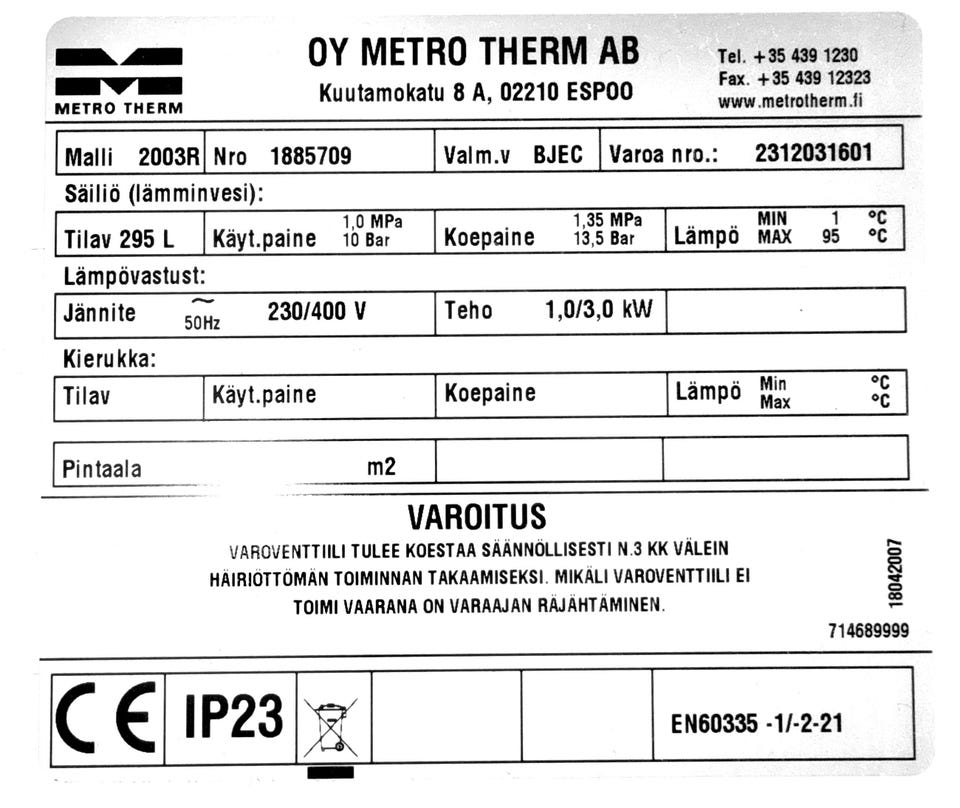 OY METRO THERM AB
Kuutamokatu 8 A, 02210 ESPOO
METRO THERM
Tel. +35 439 1230
Fax. +35 439 12323
www.metrotherm.fi
Malli 2003R Nro 1885709 Valm.v BJEC Varoa nro.: 2312031601
Säiliö (lämminvesi):
Tilav 295 L Käyt.paine 1,0 MPa 10 Bar Koepaine 1,35 MPa 13,5 Bar Lämpö MIN 1 °C MAX 95 °C
Lämpövastust:
Jännite ~ 50Hz 230/400 V Teho 1,0/3,0 kW
Kierukka:
Tilav Käyt.paine Koepaine Lämpö Min °C Max °C
Pintaala m2
VAROITUS
VAROVENTTIILI TULEE KOESTAA SÄÄNNÖLLISESTI N.3 KK VÄLEIN
HÄIRIÖTTÖMÄN TOIMINNAN TAKAAMISEKSI. MIKÄLI VAROVENTTIILI EI
TOIMI VAARANA ON VARAAJAN RÄJÄHTÄMINEN.
18042007
714689999
CE IP23 EN60335 -1/-2-21